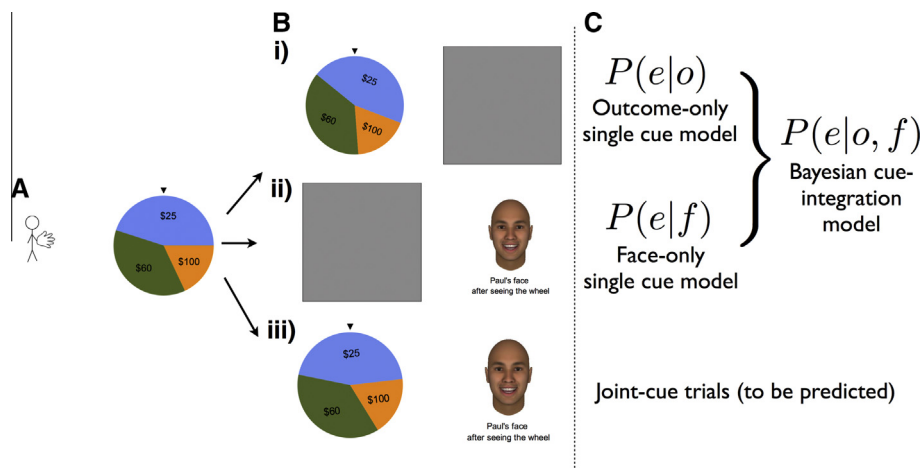 A
$25
$60
$100
B
i)
$25
$60
$100
ii)
Paul's face
after seeing the wheel
iii)
$25
$60
$100
Paul's face
after seeing the wheel
C
P(e|o)
Outcome-only
single cue model
P(e|f)
Face-only
single cue model
P(e|o, f)
Bayesian cue-
integration
model
Joint-cue trials (to be predicted)